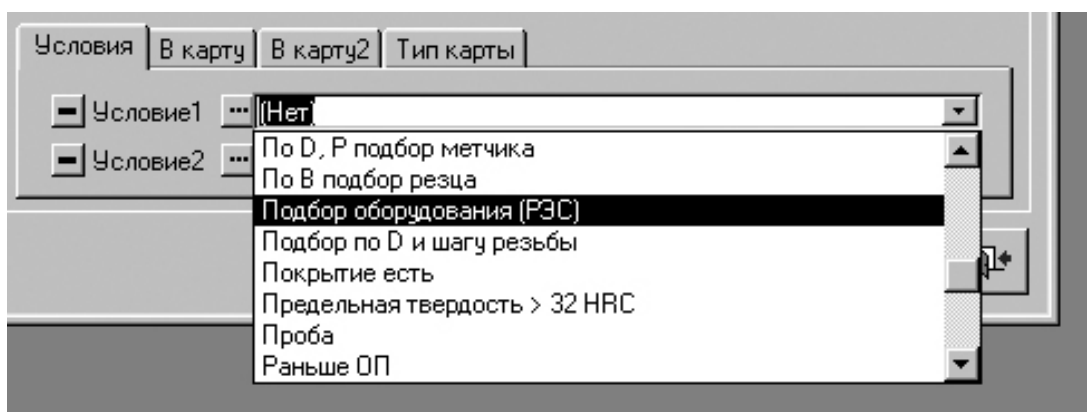 Условия В карту В карту2 Тип карты
Условие1 ... (Нет)
Условие2 ...
По D, P подбор метчика
По В подбор резца
Подбор оборудования (РЭС)
Подбор по D и шагу резьбы
Покрытие есть
Предельная твердость > 32 HRC
Проба
Раньше ОП